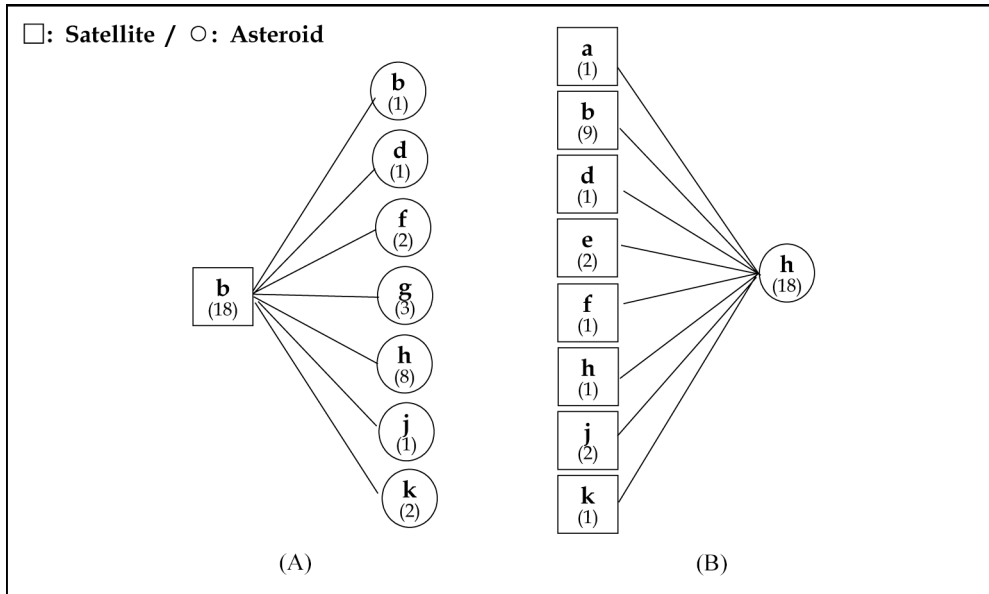 □: Satellite / ○: Asteroid
b
(18)
b
(1)
d
(1)
f
(2)
g
(3)
h
(8)
j
(1)
k
(2)
(A)
a
(1)
b
(9)
d
(1)
e
(2)
f
(1)
h
(1)
j
(2)
k
(1)
h
(18)
(B)